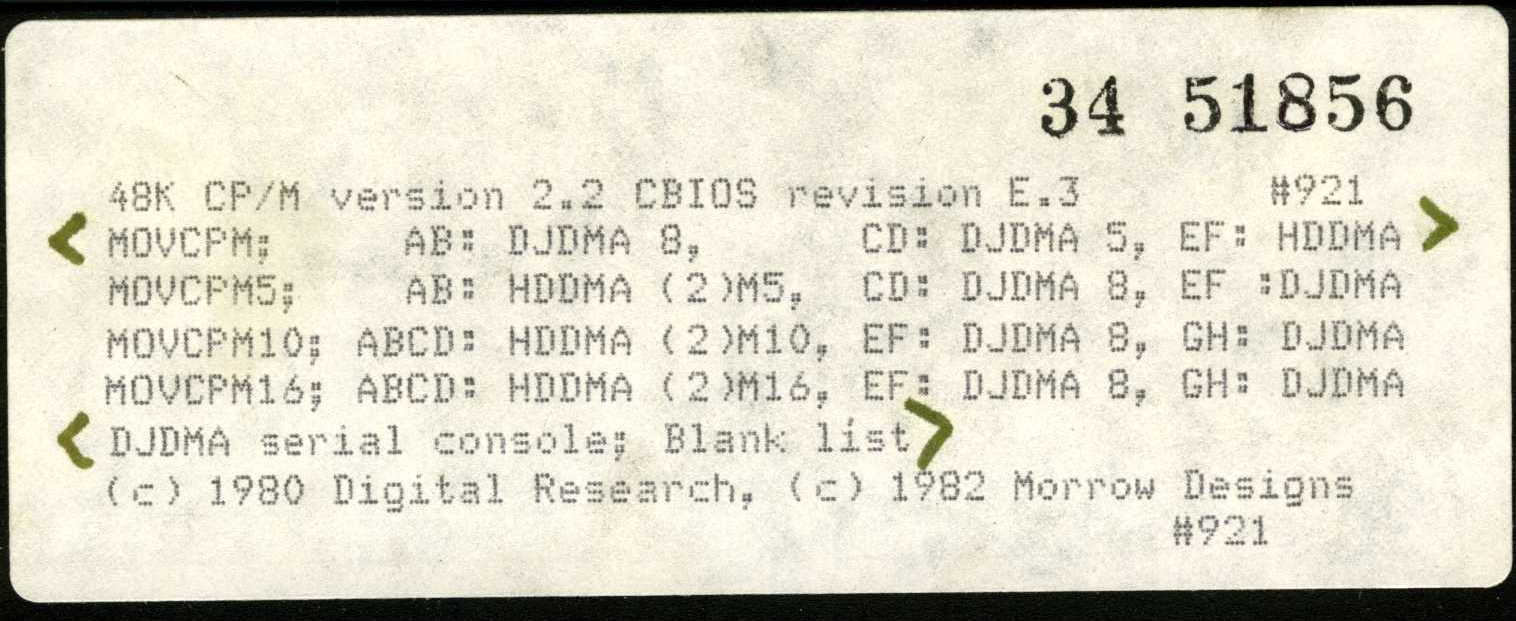 34 51856
48K CP/M version 2.2 CBIOS revision E.3 #921
< MOVCPM; AB: DJDMA 8, CD: DJDMA 5, EF: HDDMA >
MOVCPM5; AB: HDDMA (2)M5, CD: DJDMA 8, EF :DJDMA
MOVCPM10; ABCD: HDDMA (2)M10, EF: DJDMA 8, GH: DJDMA
MOVCPM16; ABCD: HDDMA (2)M16, EF: DJDMA 8, GH: DJDMA
< DJDMA serial console; Blank list >
(c) 1980 Digital Research, (c) 1982 Morrow Designs
#921